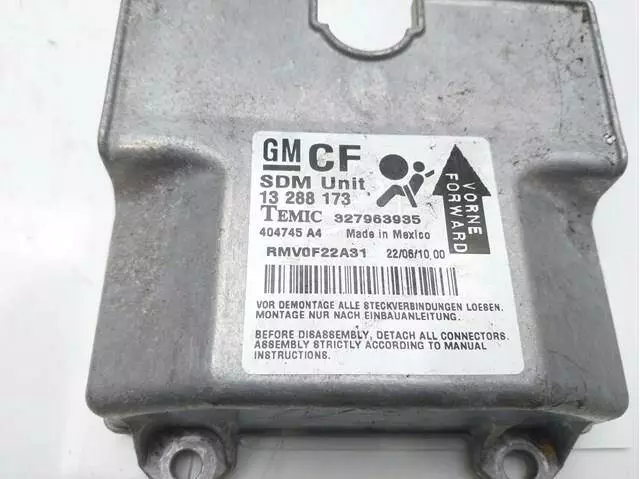 GM CF
SDM Unit
13 288 173
TEMIC 327963935
404745 A4 Made in Mexico
RMV0F22A31 22/06/10 00
VORNE
FORWARD
VOR DEMONTAGE ALLE STECKVERBINDUNGEN LOESEN.
MONTAGE NUR NACH EINBAUANLEITUNG.
BEFORE DISASSEMBLY, DETACH ALL CONNECTORS.
ASSEMBLY STRICTLY ACCORDING TO MANUAL
INSTRUCTIONS.